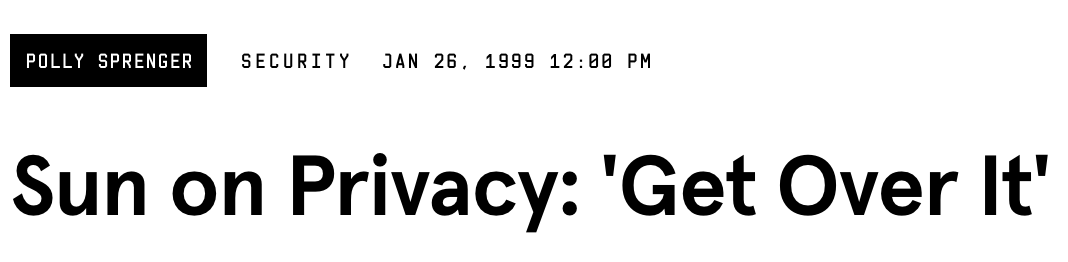 POLLY SPRENGER SECURITY JAN 26, 1999 12:00 PM
Sun on Privacy: 'Get Over It'